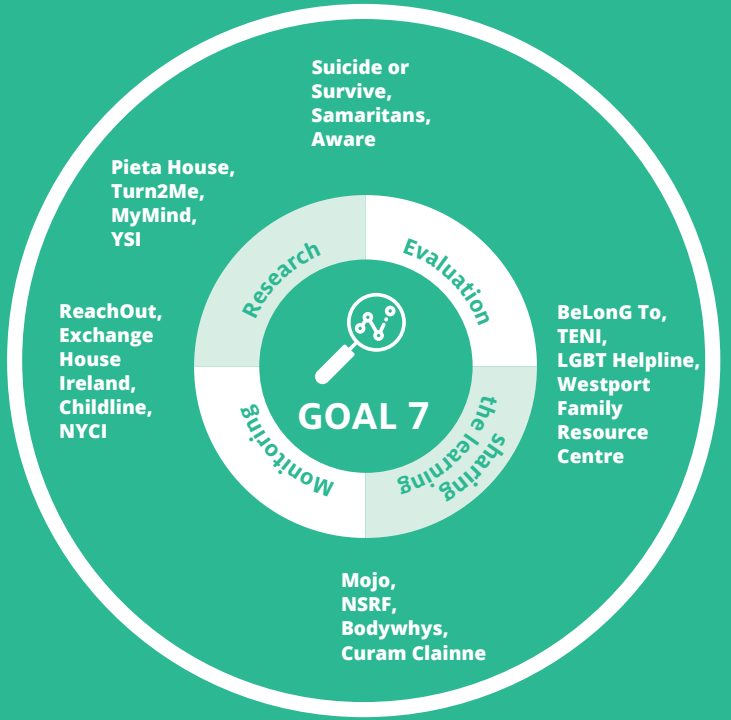 Suicide or
Survive,
Samaritans,
Aware
Pieta House,
Turn2Me,
MyMind,
YSI
ReachOut,
Exchange
House
Ireland,
Childline,
NYCI
Research
Evaluation
GOAL 7
Monitoring
sharing
the learning
BeLonG To,
TENI,
LGBT Helpline,
Westport
Family
Resource
Centre
Mojo,
NSRF,
Bodywhys,
Curam Clainne